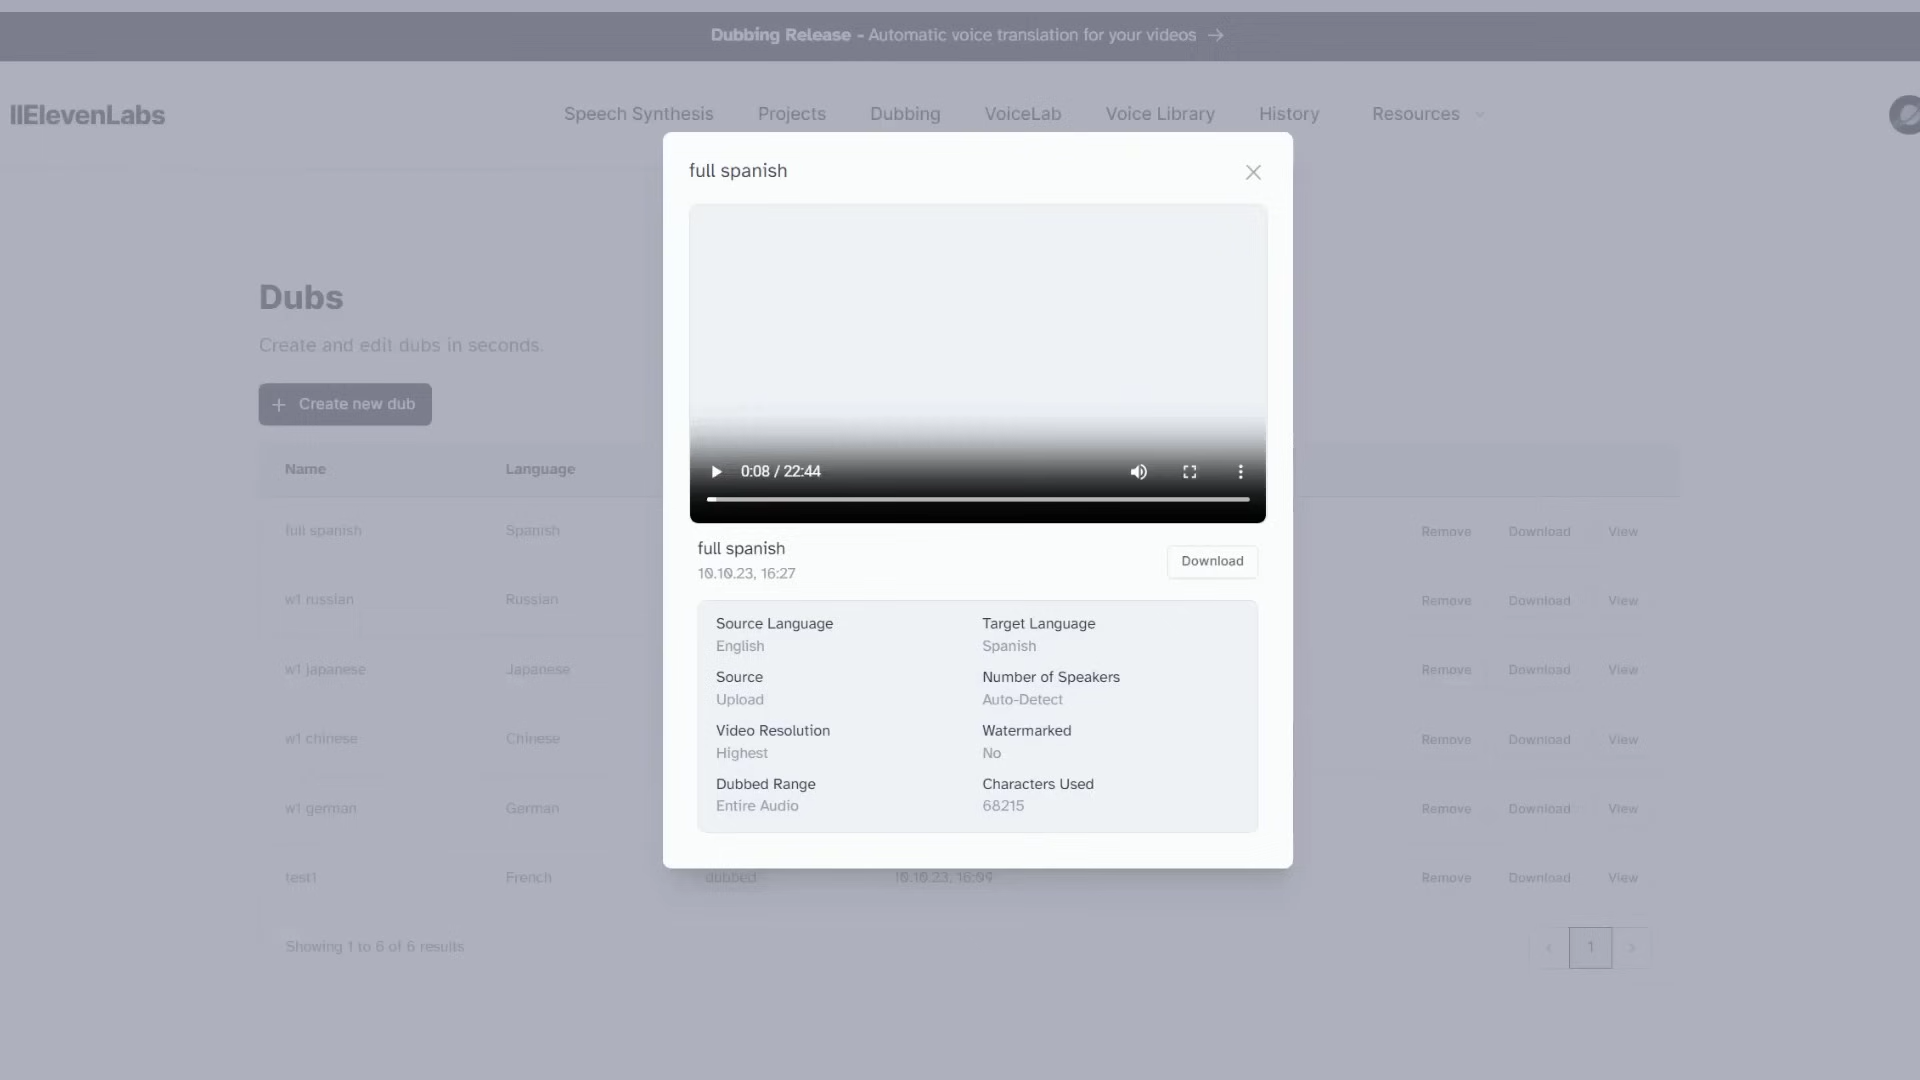 Dubbing Release - Automatic voice translation for your videos →
IIElevenLabs
Speech Synthesis Projects Dubbing VoiceLab Voice Library History Resources
full spanish
Dubs
Create and edit dubs in seconds.
+ Create new dub
0:08 / 22:44
Name Language
full spanish Spanish Remove Download View
full spanish
10.10.23, 16:27
Download
w1 russian Russian Remove Download View
Source Language Target Language
English Spanish
w1 japanese Japanese Remove Download View
Source Number of Speakers
Upload Auto-Detect
Video Resolution Watermarked
Highest No
w1 chinese Chinese Remove Download View
Dubbed Range Characters Used
Entire Audio 68215
w1 german German Remove Download View
test1 French dubbed 10.10.23, 16:09 Remove Download View
Showing 1 to 6 of 6 results
‹ 1 ›